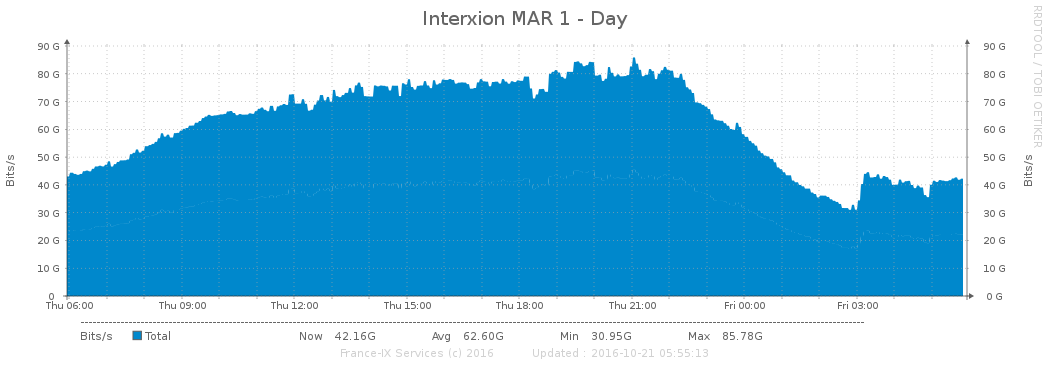 Interxion MAR 1 - Day
RRDTOOL / TOBI OETIKER
90 G 90 G
80 G 80 G
70 G 70 G
60 G 60 G
50 G 50 G
40 G 40 G
30 G 30 G
20 G 20 G
10 G 10 G
0 0 G
Bits/s
Bits/s
Thu 06:00 Thu 09:00 Thu 12:00 Thu 15:00 Thu 18:00 Thu 21:00 Fri 00:00 Fri 03:00
Bits/s Total Now 42.16G Avg 62.60G Min 30.95G Max 85.78G
France-IX Services (c) 2016 Updated : 2016-10-21 05:55:13